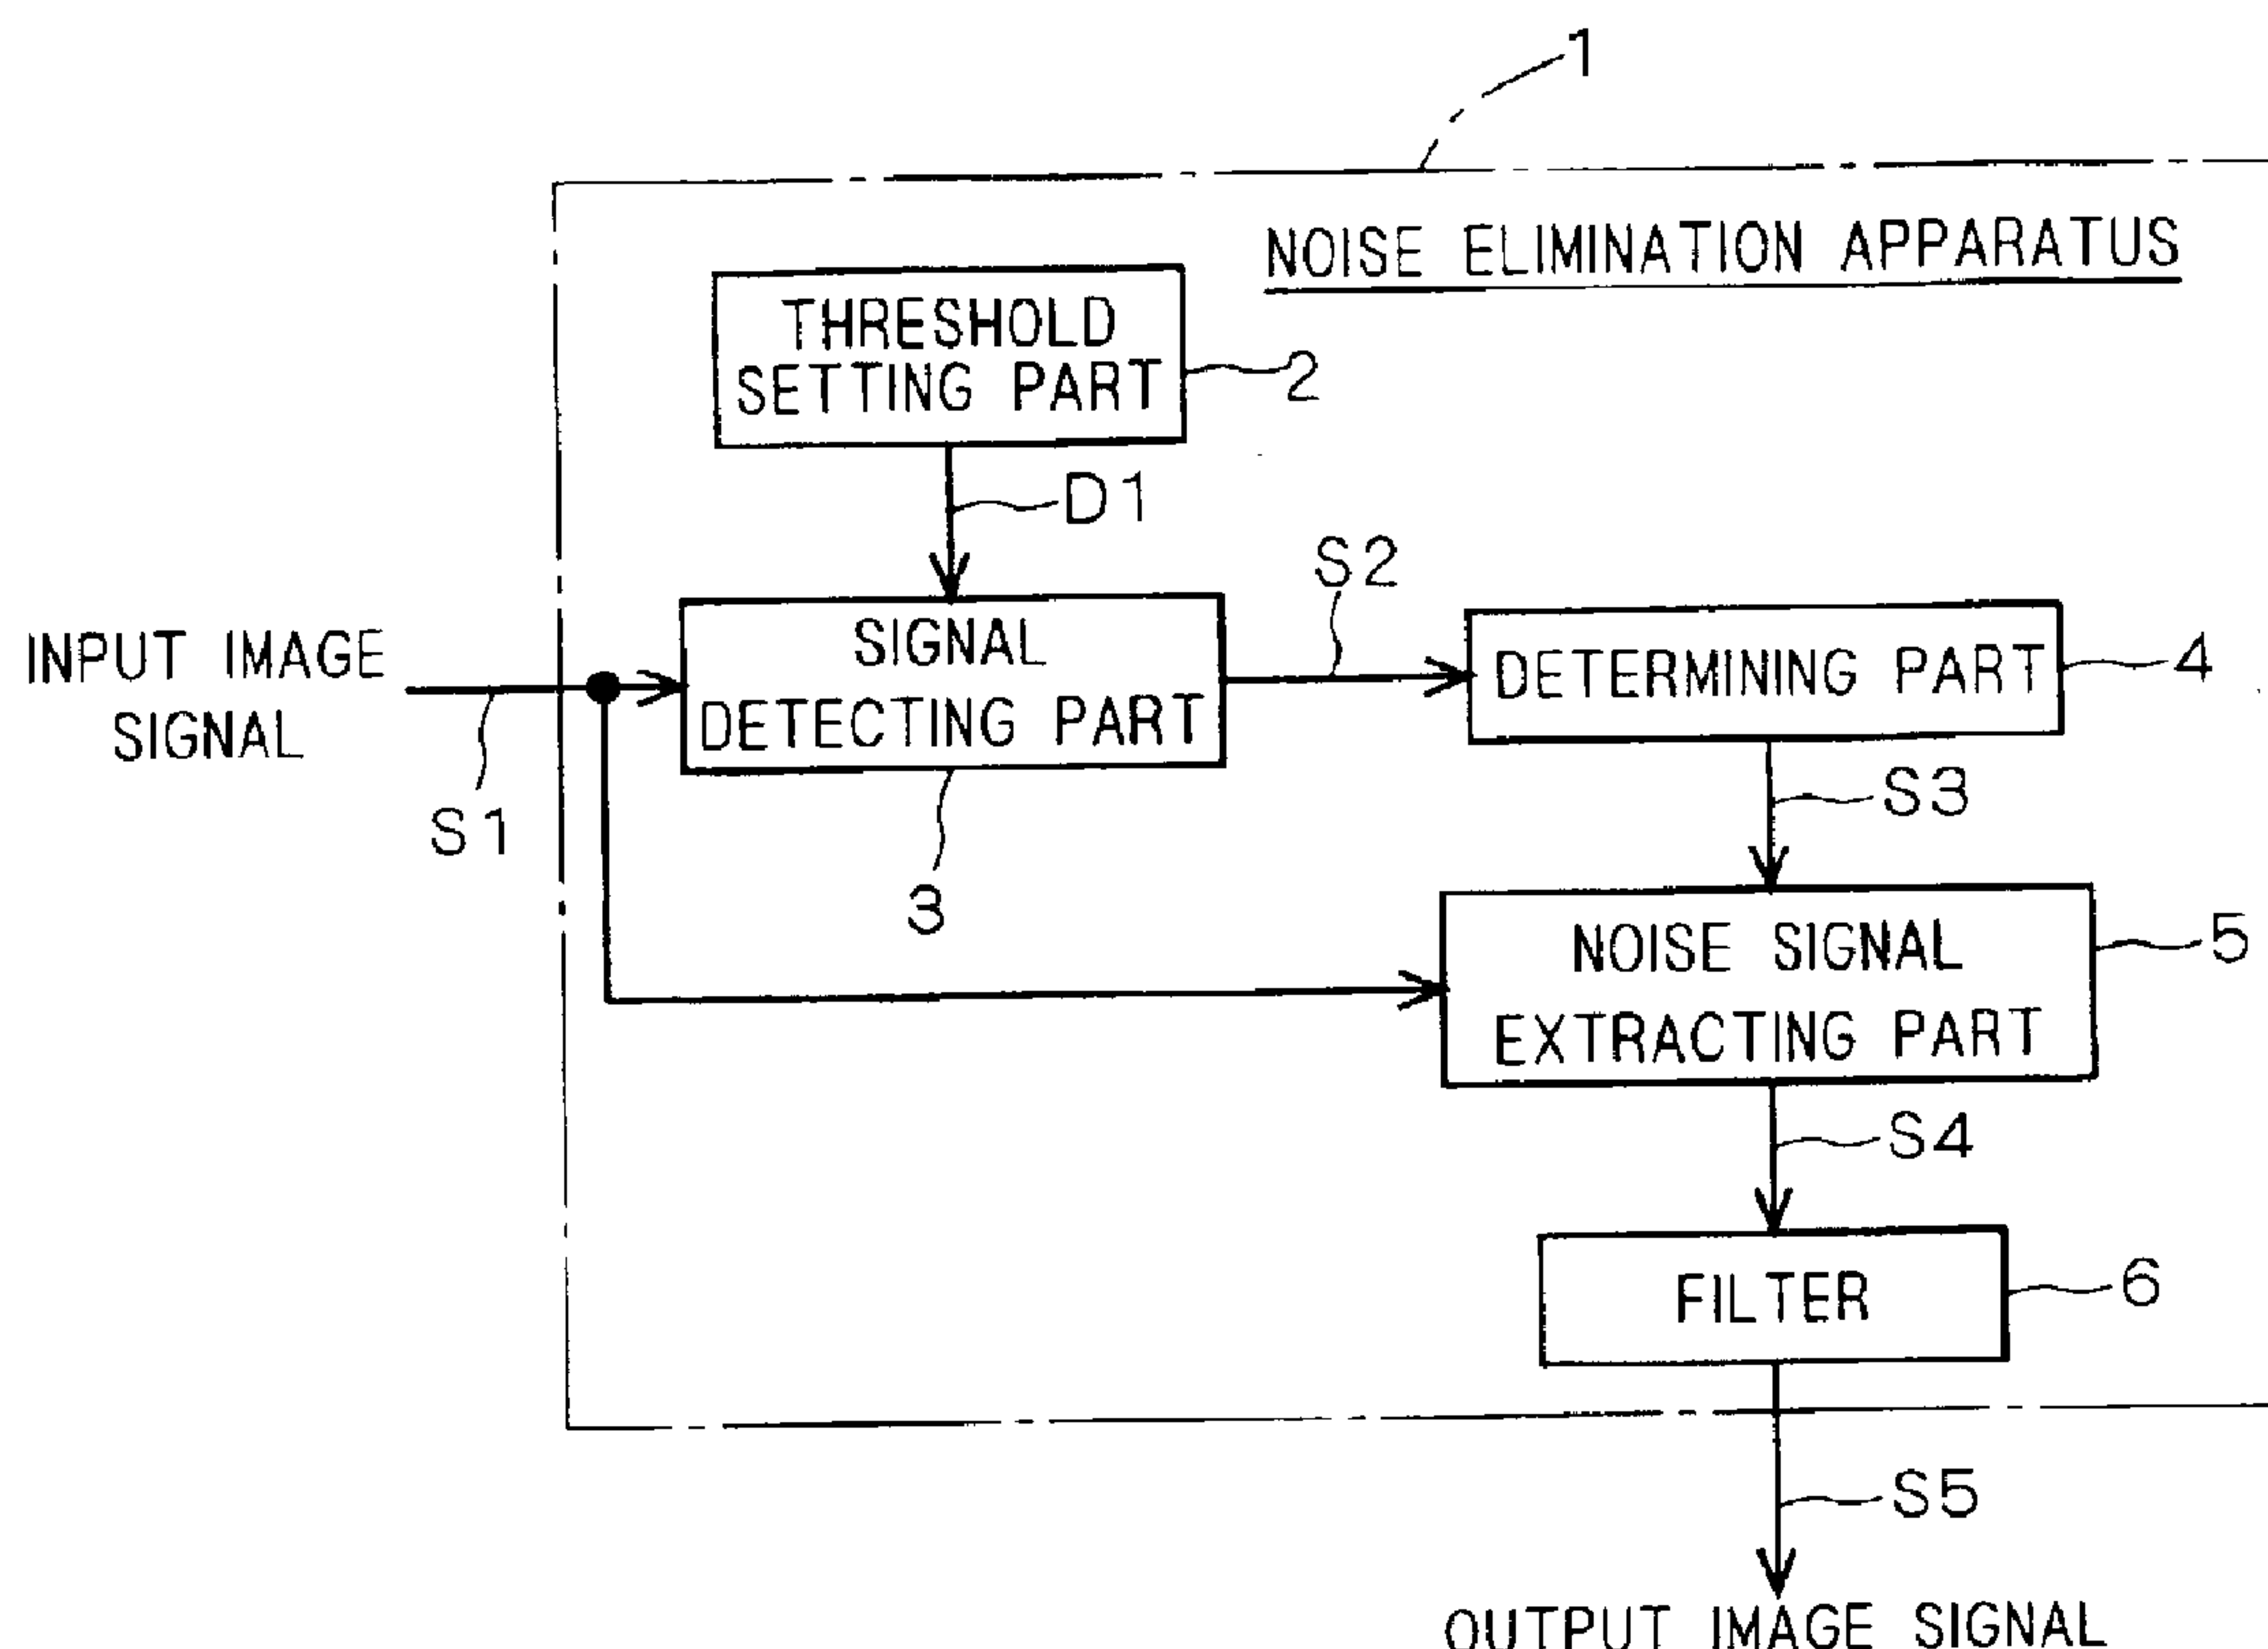 1
NOISE ELIMINATION APPARATUS
THRESHOLD
SETTING PART
2
D1
S2
INPUT IMAGE
SIGNAL
S1
SIGNAL
DETECTING PART
3
DETERMINING PART
4
S3
NOISE SIGNAL
EXTRACTING PART
5
S4
FILTER
6
S5
OUTPUT IMAGE SIGNAL